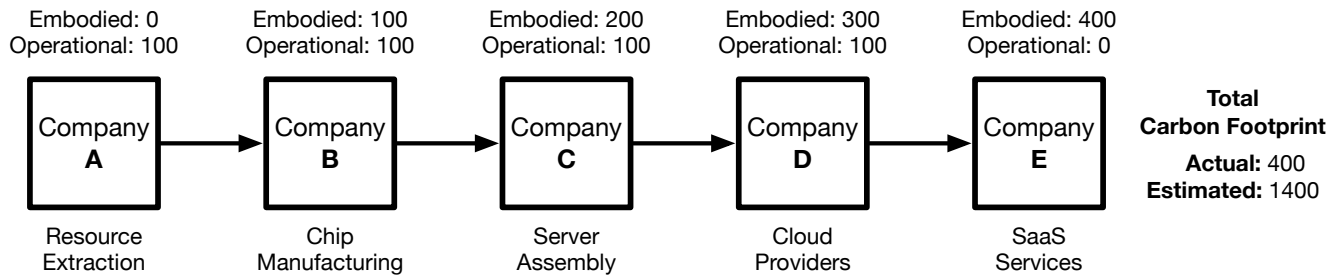 Embodied: 0
Operational: 100
Embodied: 100
Operational: 100
Embodied: 200
Operational: 100
Embodied: 300
Operational: 100
Embodied: 400
Operational: 0
Company
A
Company
B
Company
C
Company
D
Company
E
Total
Carbon Footprint
Actual: 400
Estimated: 1400
Resource
Extraction
Chip
Manufacturing
Server
Assembly
Cloud
Providers
SaaS
Services